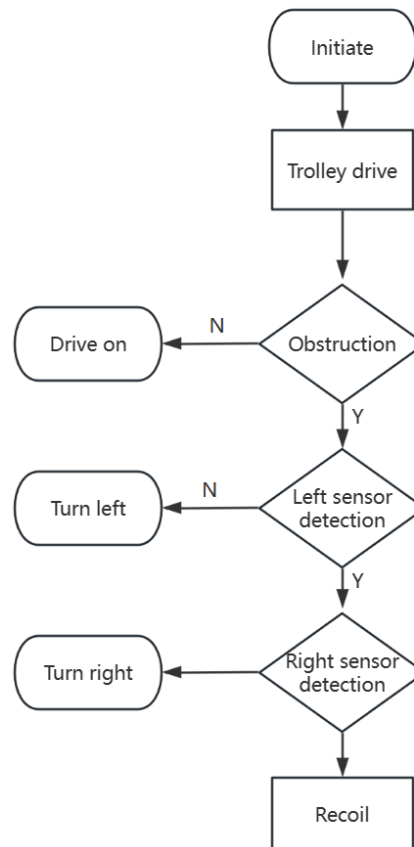 Initiate
Trolley drive
N
Drive on
Obstruction
Y
N
Turn left
Left sensor
detection
Y
Turn right
Right sensor
detection
Recoil